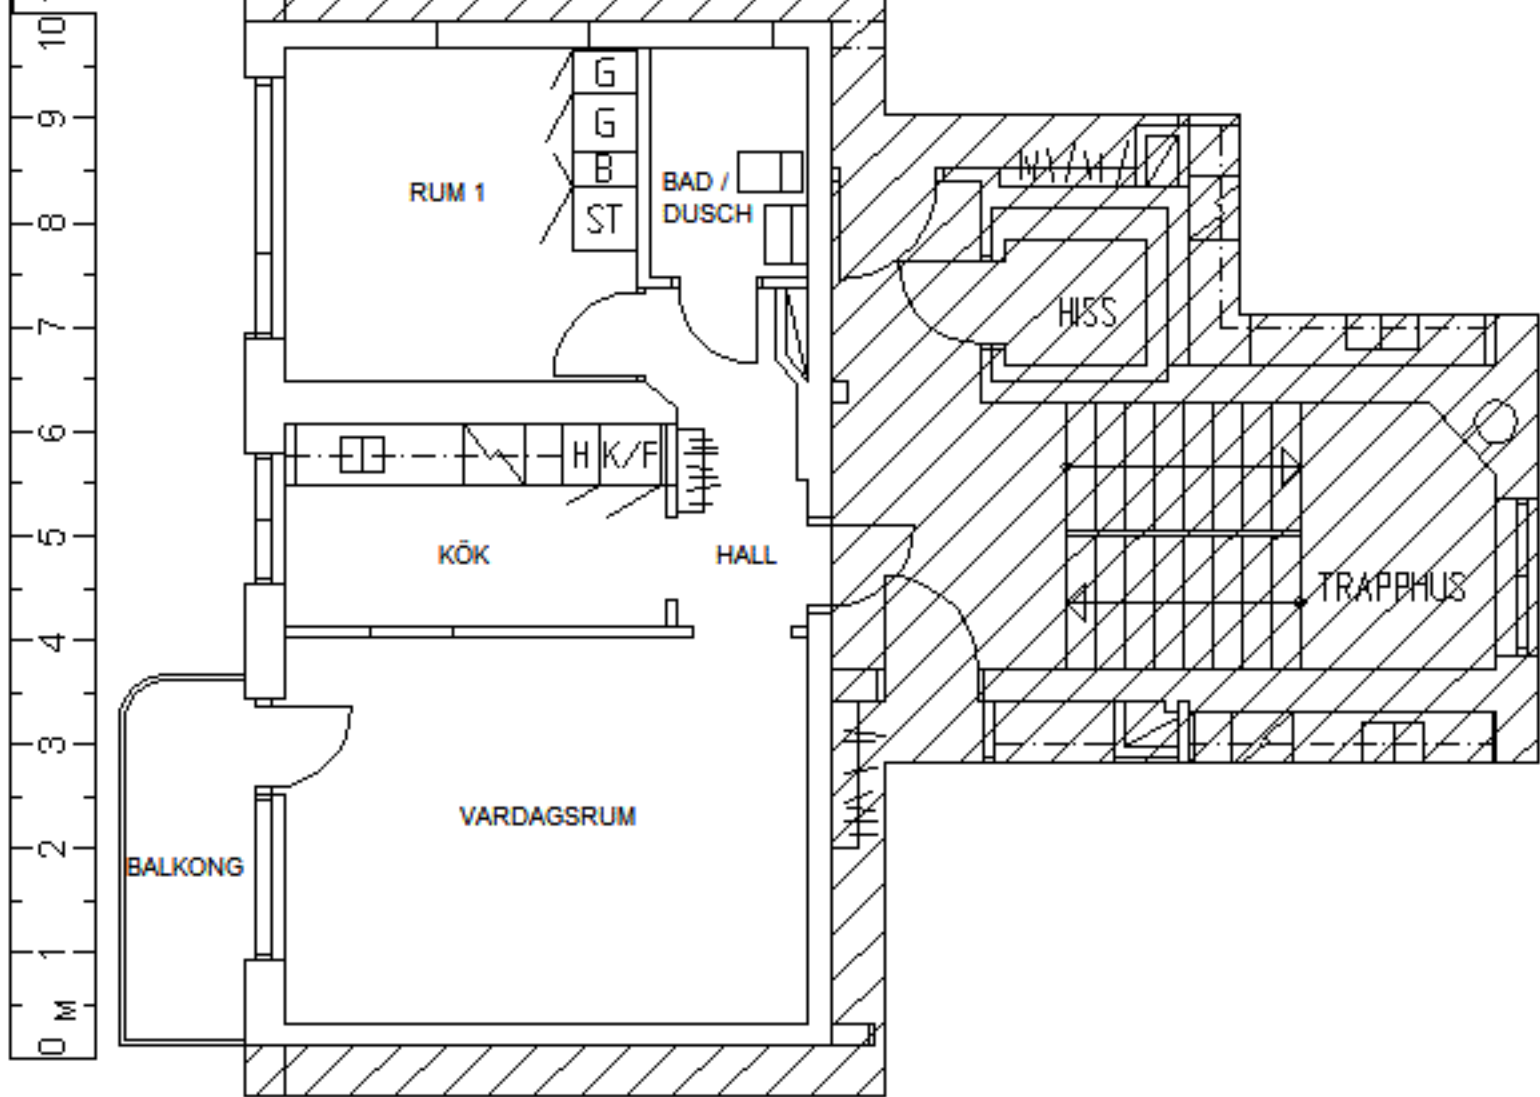 10
9
8
7
6
5
4
3
2
1
M
0
G
G
B
ST
RUM 1
BAD /
DUSCH
HISS
H K/F
KÖK
HALL
TRAPPHUS
VARDAGSRUM
BALKONG